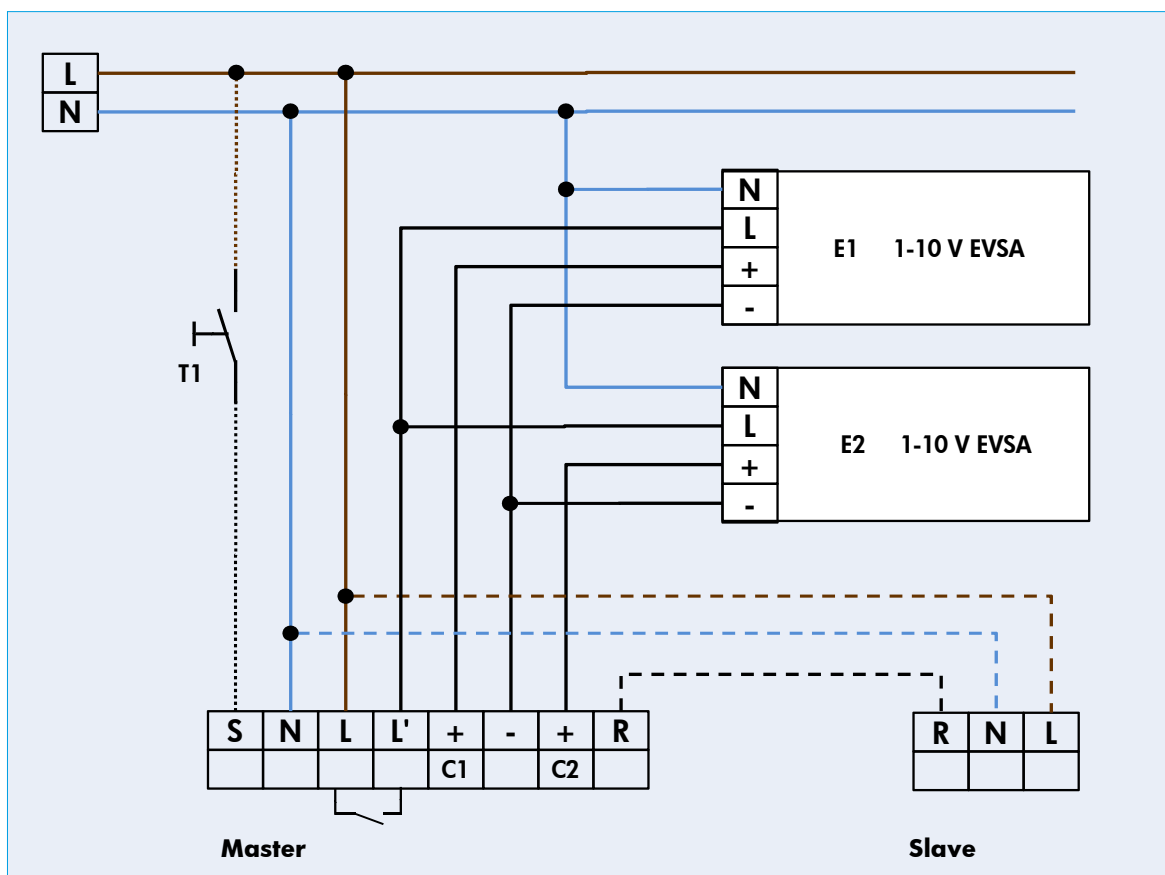 L
N
N
L
E1 1-10 V EVSA
+
-
T1
N
L
E2 1-10 V EVSA
+
-
S N L L' + - + R
C1 C2
R N L
Master
Slave